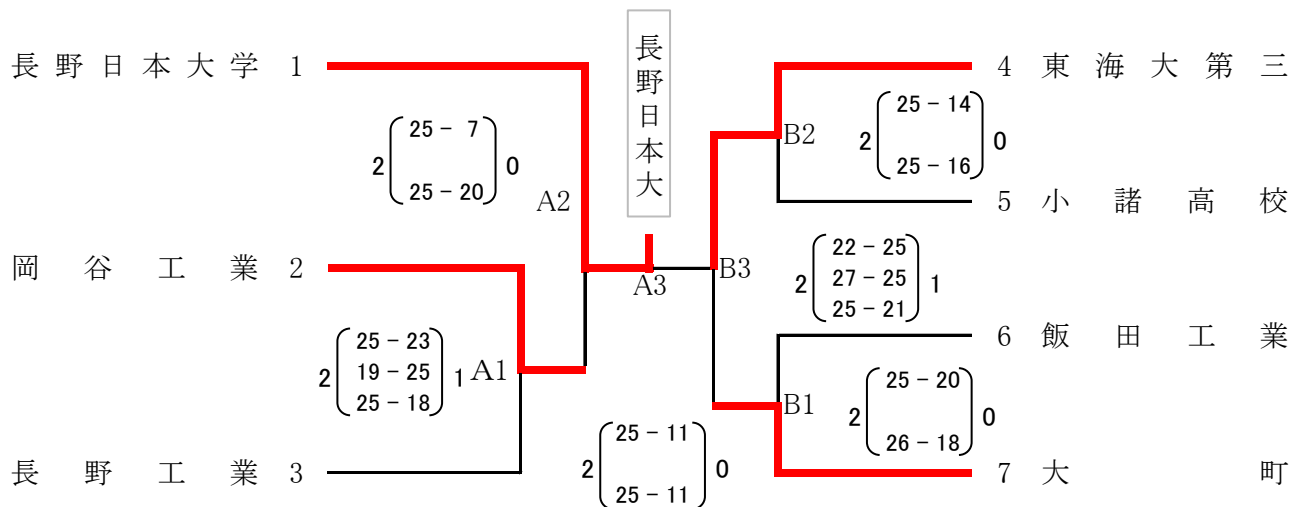 長野日本大
長野日本大学 1
4 東海大第三
25 - 7
2 0
25 - 20
A2
B2
25 - 14
2 0
25 - 16
5 小諸高校
岡谷工業 2
A3
B3
22 - 25
2 27 - 25 1
25 - 21
6 飯田工業
25 - 23
2 19 - 25 1
25 - 18
A1
B1
25 - 20
2 0
26 - 18
25 - 11
2 0
25 - 11
長野工業 3
7 大町